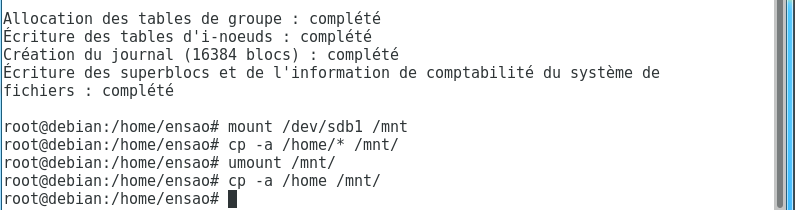 Allocation des tables de groupe : complété
Écriture des tables d'i-noeuds : complété
Création du journal (16384 blocs) : complété
Écriture des superblocs et de l'information de comptabilité du système de
fichiers : complété
root@debian:/home/ensao# mount /dev/sdb1 /mnt
root@debian:/home/ensao# cp -a /home/* /mnt/
root@debian:/home/ensao# umount /mnt/
root@debian:/home/ensao# cp -a /home /mnt/
root@debian:/home/ensao#